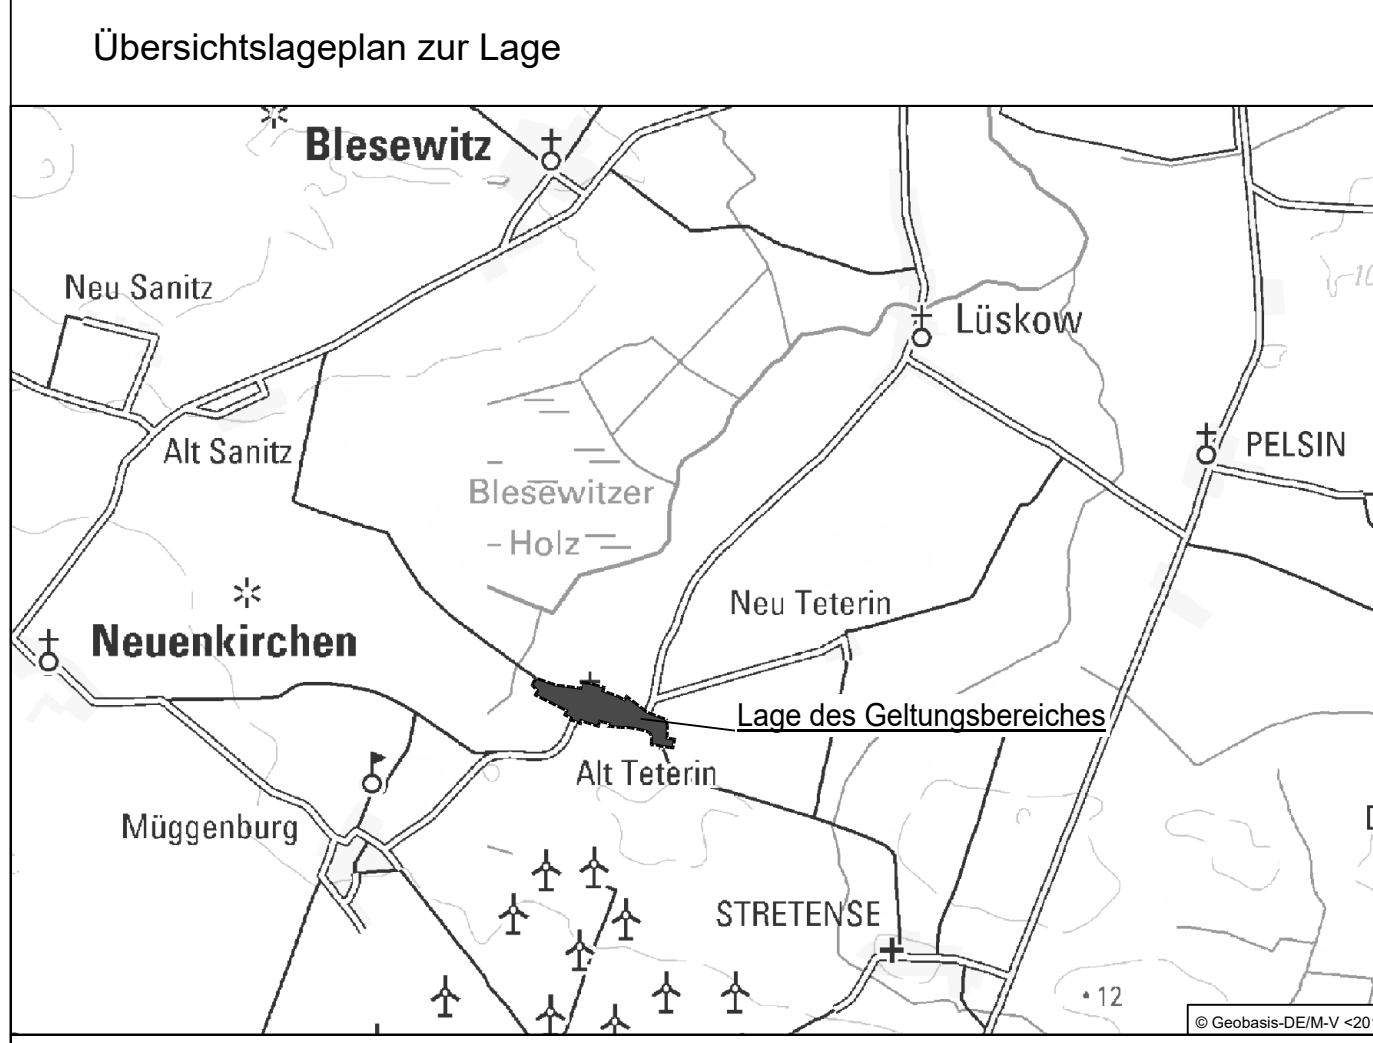 Übersichtslageplan zur Lage
Blesewitz
Neu Sanitz
Lüskow
Alt Sanitz
PELSIN
Blesewitzer
Holz
Neu Teterin
Neuenkirchen
Lage des Geltungsbereiches
Alt Teterin
Müggenburg
STRETENSE
12
© Geobasis-DE/M-V <20